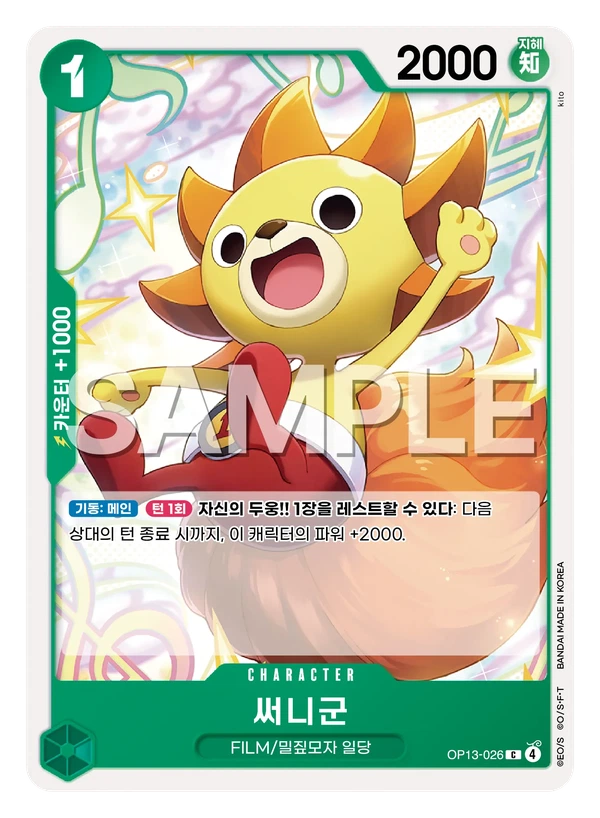 1
2000
지혜
知
kito
카운터 +1000
SAMPLE
기동: 메인 턴 1회 자신의 두웅!! 1장을 레스트할 수 있다: 다음
상대의 턴 종료 시까지, 이 캐릭터의 파워 +2000.
CHARACTER
써니군
FILM/밀짚모자 일당
OP13-026 C 4
©EO/S ©O/S·F·T BANDAI MADE IN KOREA